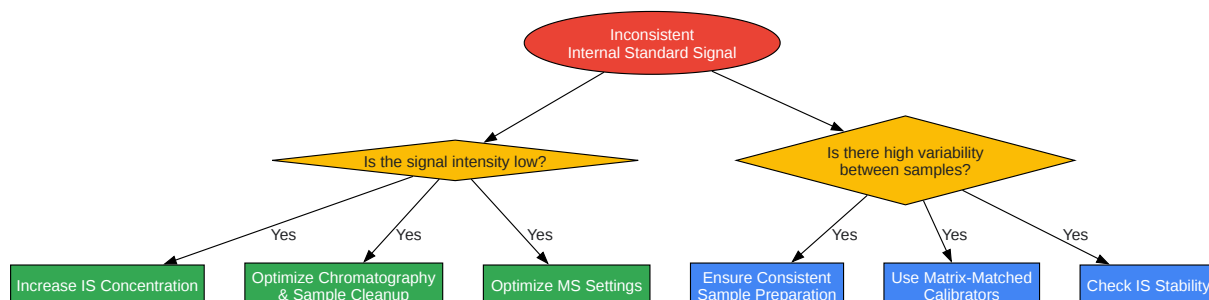 Inconsistent
Internal Standard Signal
Is the signal intensity low?
Is there high variability
between samples?
Yes
Yes
Yes
Yes
Yes
Yes
Increase IS Concentration
Optimize Chromatography
& Sample Cleanup
Optimize MS Settings
Ensure Consistent
Sample Preparation
Use Matrix-Matched
Calibrators
Check IS Stability